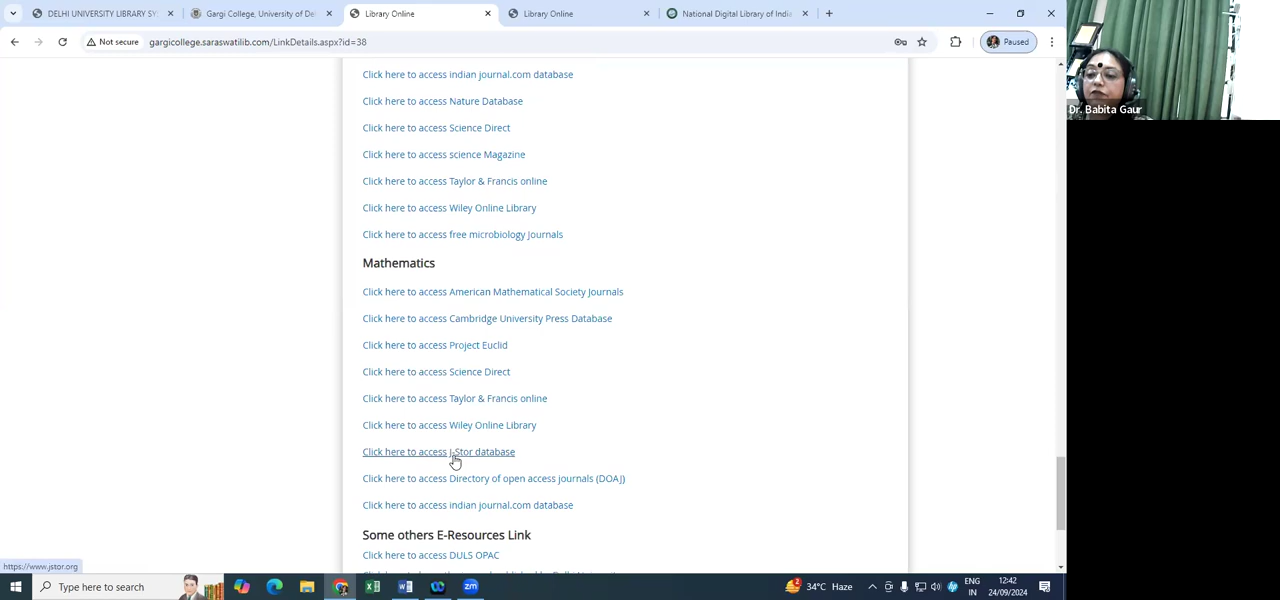 DELHI UNIVERSITY LIBRARY SY
Gargi College, University of Del
Library Online
Library Online
National Digital Library of India
Not secure
gargicollege.saraswatilib.com/LinkDetails.aspx?id=38
Paused
Click here to access indian journal.com database
Click here to access Nature Database
Click here to access Science Direct
Click here to access science Magazine
Click here to access Taylor & Francis online
Click here to access Wiley Online Library
Click here to access free microbiology Journals
Mathematics
Click here to access American Mathematical Society Journals
Click here to access Cambridge University Press Database
Click here to access Project Euclid
Click here to access Science Direct
Click here to access Taylor & Francis online
Click here to access Wiley Online Library
Click here to access J-Stor database
Click here to access Directory of open access journals (DOAJ)
Click here to access indian journal.com database
Some others E-Resources Link
Click here to access DULS OPAC
https://www.jstor.org
Dr. Babita Gaur
Type here to search
2
34°C Haze
ENG
IN
12:42
24/09/2024
zm